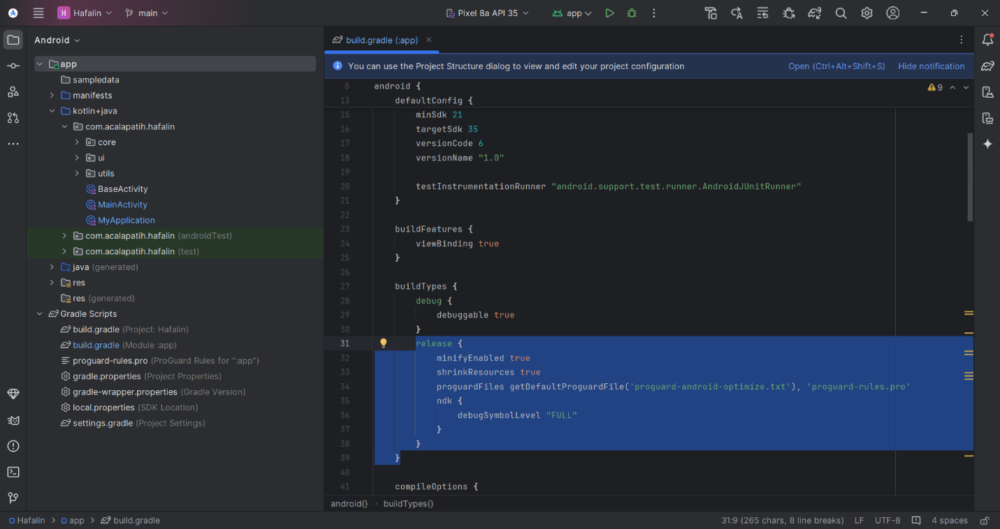 H Hafalin
main
Pixel 8a API 35
app
Android
app
sampledata
manifests
kotlin+java
com.acalapatih.hafalin
core
ui
utils
BaseActivity
MainActivity
MyApplication
com.acalapatih.hafalin (androidTest)
com.acalapatih.hafalin (test)
java (generated)
res
res (generated)
Gradle Scripts
build.gradle (Project: Hafalin)
build.gradle (Module :app)
proguard-rules.pro (ProGuard Rules for ":app")
gradle.properties (Project Properties)
gradle-wrapper.properties (Gradle Version)
local.properties (SDK Location)
settings.gradle (Project Settings)
build.gradle (:app)
You can use the Project Structure dialog to view and edit your project configuration Open (Ctrl+Alt+Shift+S) Hide notification
9
8 android {
13 defaultConfig {
15 minSdk 21
16 targetSdk 35
17 versionCode 6
18 versionName "1.0"
19
20 testInstrumentationRunner "android.support.test.runner.AndroidJUnitRunner"
21 }
22
23 buildFeatures {
24 viewBinding true
25 }
26
27 buildTypes {
28 debug {
29 debuggable true
30 }
31 release {
32 minifyEnabled true
33 shrinkResources true
34 proguardFiles getDefaultProguardFile('proguard-android-optimize.txt'), 'proguard-rules.pro'
35 ndk {
36 debugSymbolLevel "FULL"
37 }
38 }
39 }
40
41 compileOptions {
android{} › buildTypes{}
Hafalin > app > build.gradle
31:9 (265 chars, 8 line breaks) LF UTF-8 4 spaces